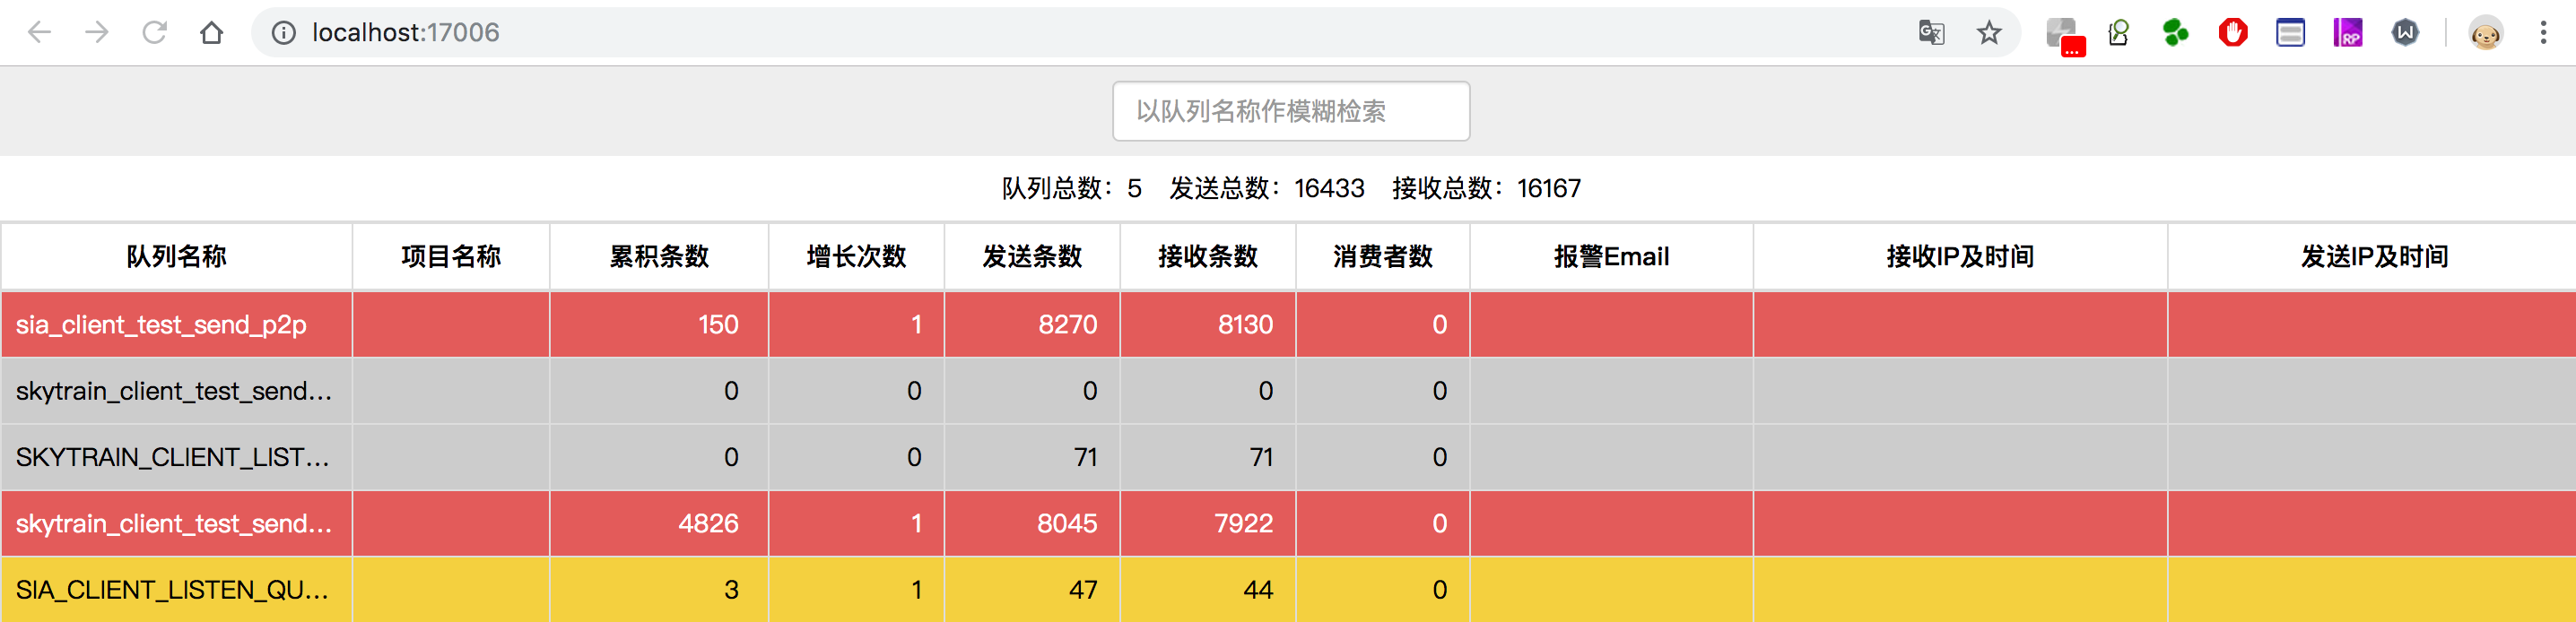 localhost:17006
以队列名称作模糊检索
队列总数：5 发送总数：16433 接收总数：16167
队列名称 项目名称 累积条数 增长次数 发送条数 接收条数 消费者数 报警Email 接收IP及时间 发送IP及时间
sia_client_test_send_p2p 150 1 8270 8130 0
skytrain_client_test_send... 0 0 0 0 0
SKYTRAIN_CLIENT_LIST... 0 0 71 71 0
skytrain_client_test_send... 4826 1 8045 7922 0
SIA_CLIENT_LISTEN_QU... 3 1 47 44 0